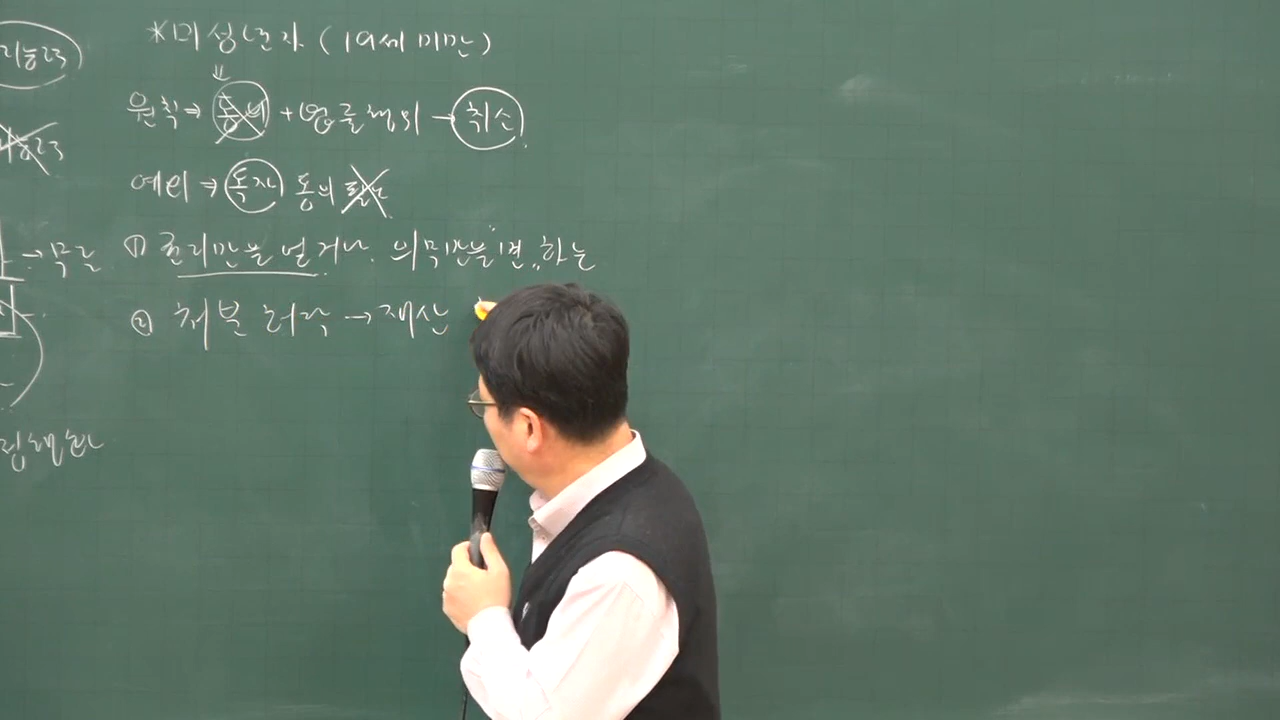 *미성년자 (19세 미만)
원칙⇒ 동의 +법률행위 → 취소
예외 ⇒ 독자 동의 필요
① 권리만을 얻거나 의무만을 "면"하는
② 처분 허락 → 재산
→ 무효